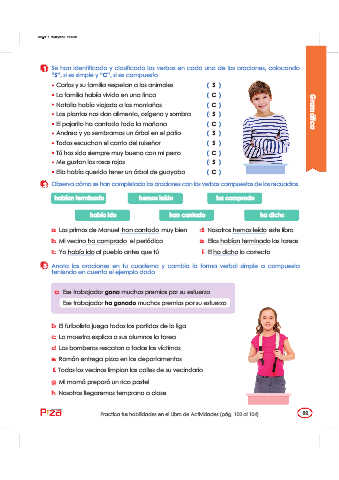 1 Se han identificado y clasificado los verbos en cada una de las oraciones, colocando
"S", si es simple y "C", si es compuesto
• Carlos y su familia respetan a los animales ( S )
• La familia había vivido en una finca ( C )
• Natalia había viajado a las montañas ( C )
• Las plantas nos dan alimento, oxígeno y sombra ( S )
• El pajarito ha cantado toda la mañana ( C )
• Andrea y yo sembramos un árbol en el patio ( S )
• Todos escuchan el canto del ruiseñor ( S )
• Tú has sido siempre muy bueno con mi perro ( C )
• Me gustan las rosas rojas ( S )
• Ella había querido tener un árbol de guayaba ( C )
Gramática
2 Observa cómo se han completado las oraciones con los verbos compuestos de los recuadros
habían terminado hemos leído ha comprado
había ido han cantado ha dicho
a Las primas de Manuel han cantado muy bien
d Nosotros hemos leído este libro
b Mi vecino ha comprado el periódico
e Ellos habían terminado las tareas
c Yo había ido al pueblo antes que tú
f Él ha dicho lo correcto
3 Anota las oraciones en tu cuaderno y cambia la forma verbal simple a compuesta
teniendo en cuenta el ejemplo dado
a Ese trabajador gana muchos premios por su esfuerzo
Ese trabajador ha ganado muchos premios por su esfuerzo
b El futbolista juega todos los partidos de la liga
c La maestra explica a sus alumnos la tarea
d Los bomberos rescatan a todas las víctimas
e Román entrega pizza en los departamentos
f Todos los vecinos limpian las calles de su vecindario
g Mi mamá preparó un rico pastel
h Nosotros llegaremos temprano a clase
Practica tus habilidades en el Libro de Actividades (pág. 103 al 104)